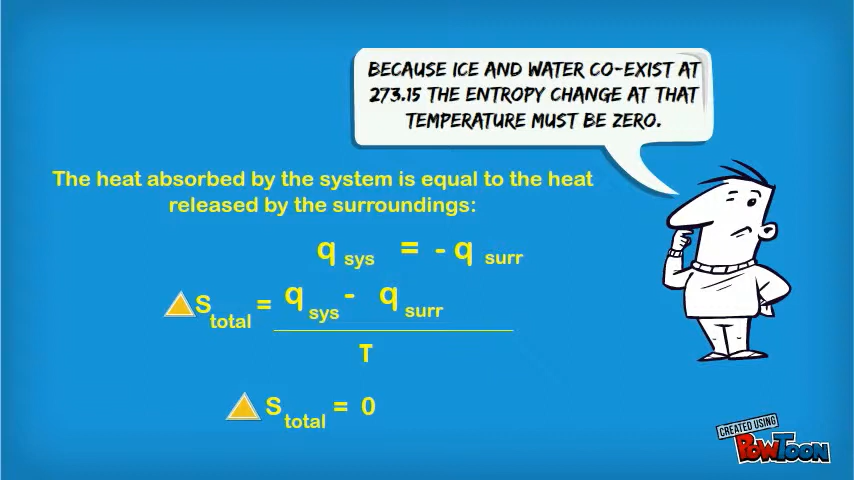 BECAUSE ICE AND WATER CO-EXIST AT
273.15 THE ENTROPY CHANGE AT THAT
TEMPERATURE MUST BE ZERO.
The heat absorbed by the system is equal to the heat
released by the surroundings:
q sys = - q surr
△S total = q sys - q surr
T
△S total = 0
CREATED USING
POWTOON